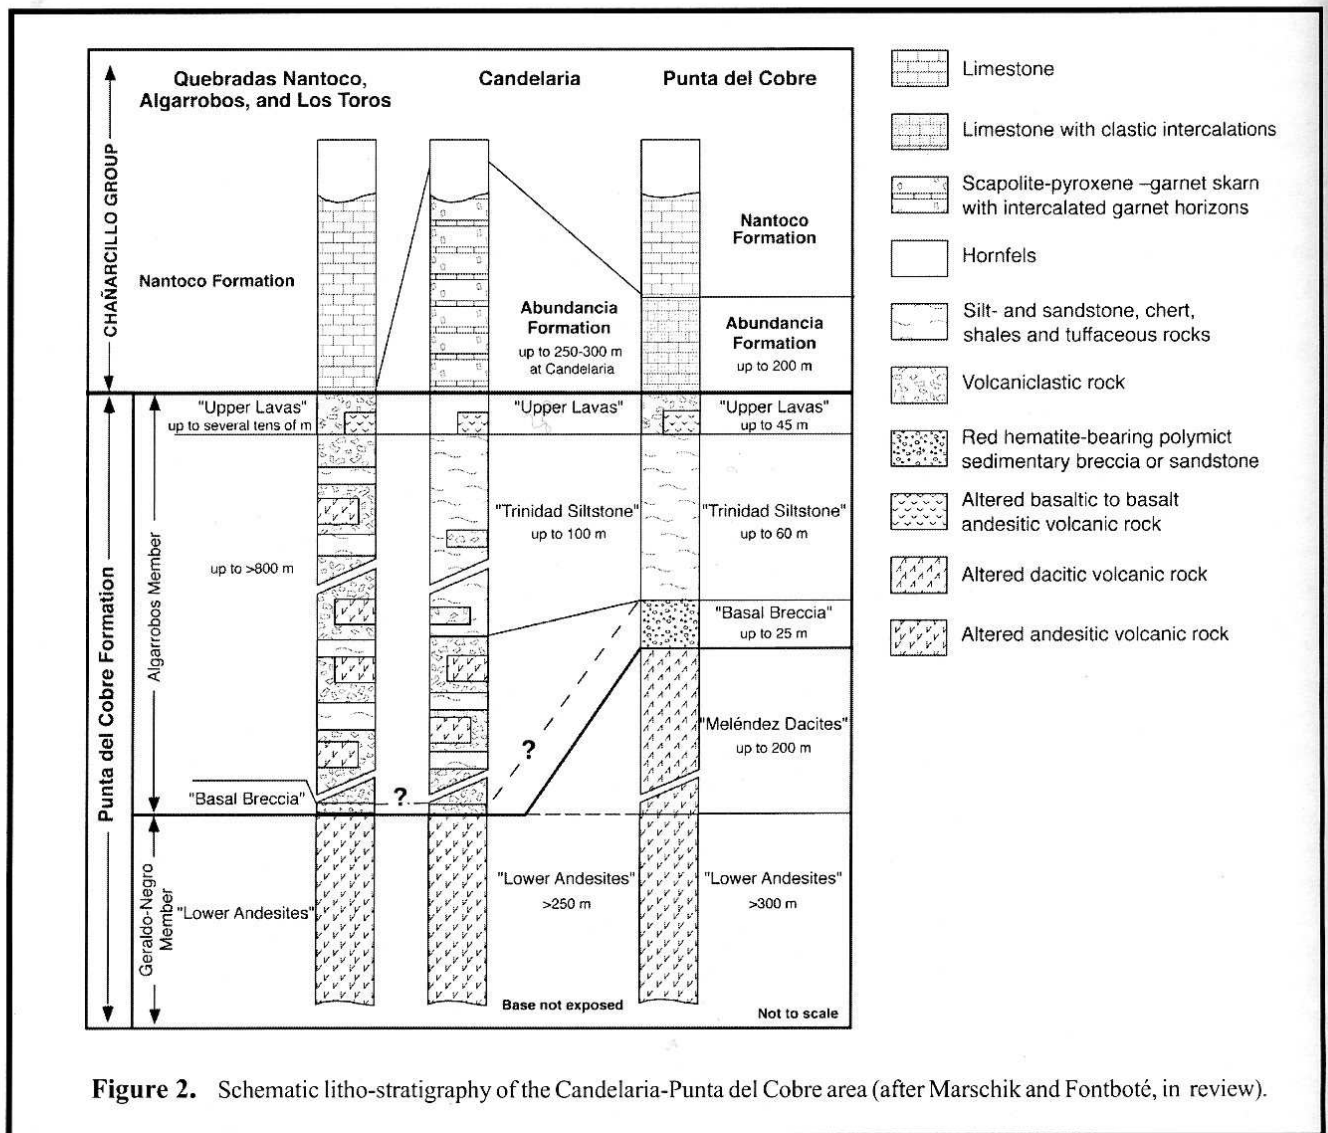 Quebradas Nantoco,
Algarrobos, and Los Toros
Candelaria
Punta del Cobre
CHAÑARCILLO GROUP
Nantoco Formation
Abundancia
Formation
up to 250-300 m
at Candelaria
Nantoco
Formation
Abundancia
Formation
up to 200 m
Punta del Cobre Formation
Algarrobos Member
"Upper Lavas"
up to several tens of m
"Upper Lavas"
"Upper Lavas"
up to 45 m
up to >800 m
"Trinidad Siltstone"
up to 100 m
"Trinidad Siltstone"
up to 60 m
"Basal Breccia"
up to 25 m
"Meléndez Dacites"
up to 200 m
"Basal Breccia"
?
?
Geraldo-Negro
Member
"Lower Andesites"
"Lower Andesites"
>250 m
"Lower Andesites"
>300 m
Base not exposed
Not to scale
Limestone
Limestone with clastic intercalations
Scapolite-pyroxene –garnet skarn
with intercalated garnet horizons
Hornfels
Silt- and sandstone, chert,
shales and tuffaceous rocks
Volcaniclastic rock
Red hematite-bearing polymict
sedimentary breccia or sandstone
Altered basaltic to basalt
andesitic volcanic rock
Altered dacitic volcanic rock
Altered andesitic volcanic rock
Figure 2. Schematic litho-stratigraphy of the Candelaria-Punta del Cobre area (after Marschik and Fontboté, in review).